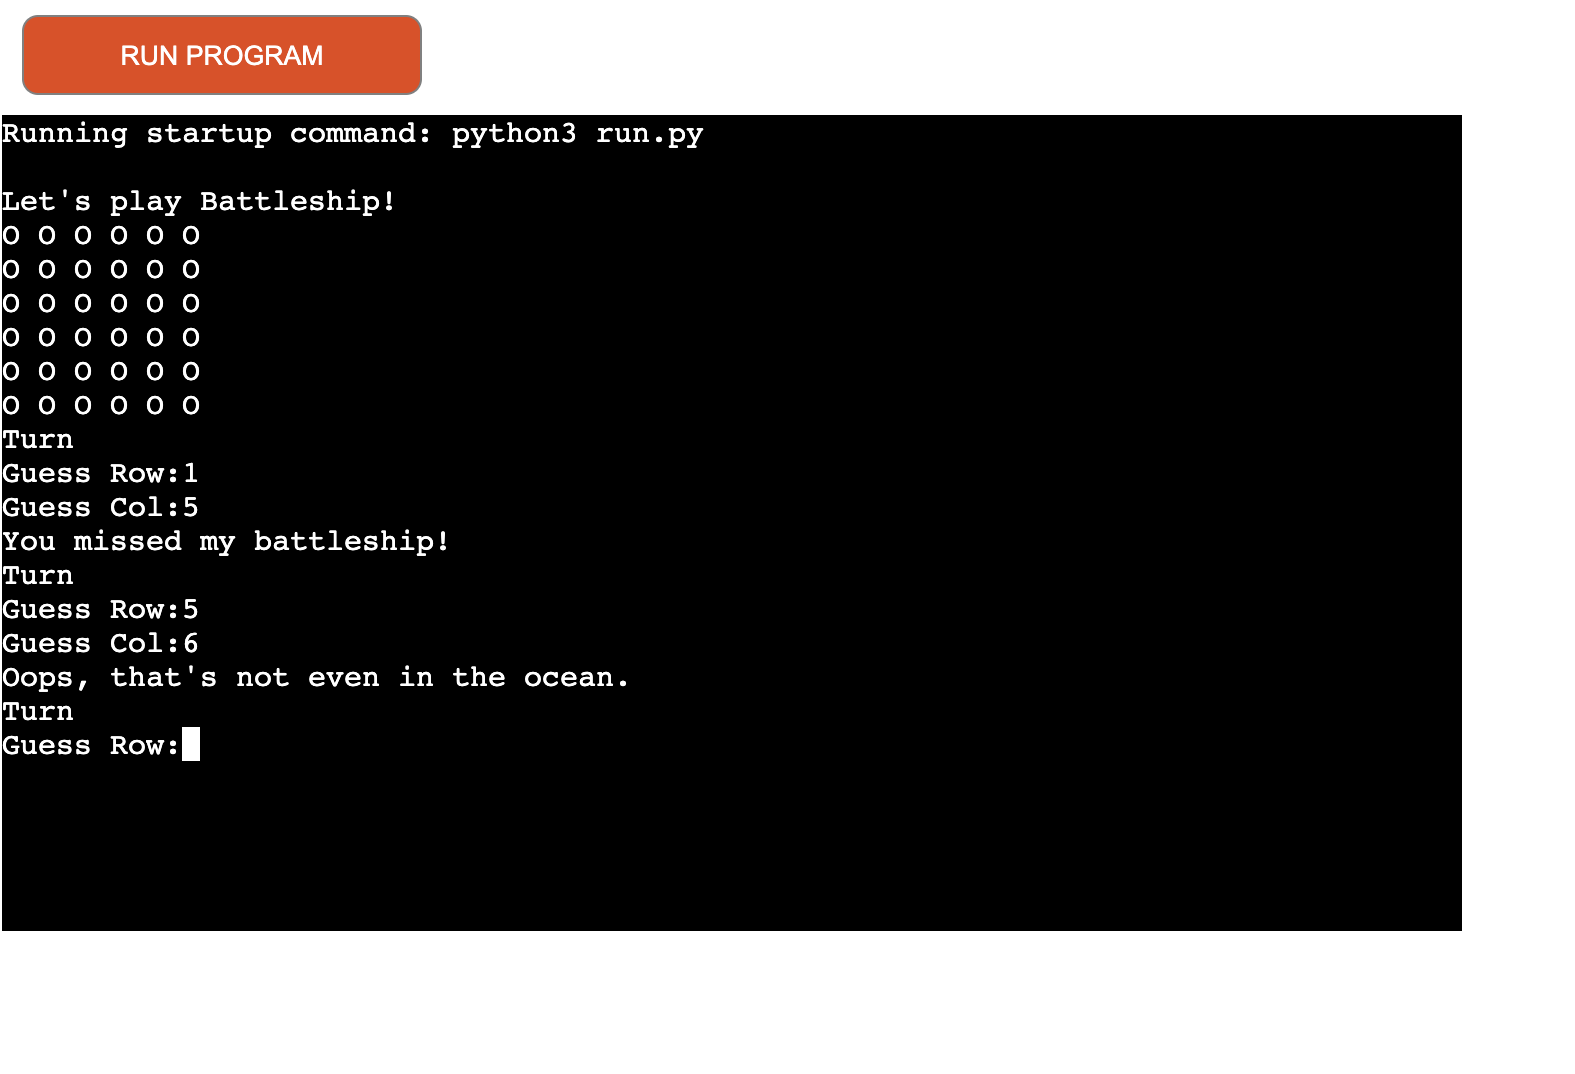 RUN PROGRAM
Running startup command: python3 run.py
Let's play Battleship!
O O O O O O
O O O O O O
O O O O O O
O O O O O O
O O O O O O
O O O O O O
Turn
Guess Row:1
Guess Col:5
You missed my battleship!
Turn
Guess Row:5
Guess Col:6
Oops, that's not even in the ocean.
Turn
Guess Row: